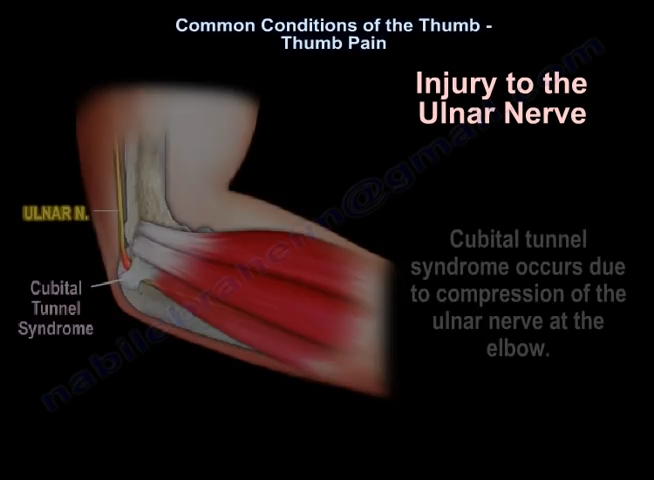 Common Conditions of the Thumb -
Thumb Pain
Injury to the
Ulnar Nerve
ULNAR N.
Cubital
Tunnel
Syndrome
Cubital tunnel
syndrome occurs due
to compression of the
ulnar nerve at the
elbow.